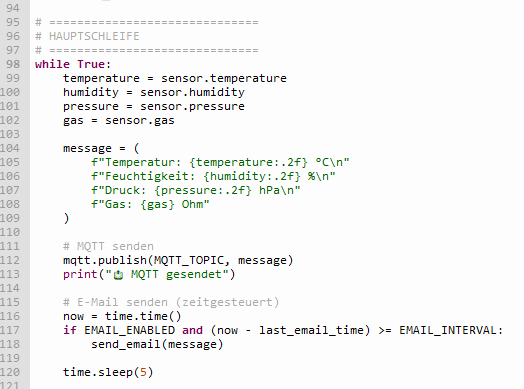 94
95 # ==============================
96 # HAUPTSCHLEIFE
97 # ==============================
98 while True:
99     temperature = sensor.temperature
100     humidity = sensor.humidity
101     pressure = sensor.pressure
102     gas = sensor.gas
103
104     message = (
105         f"Temperatur: {temperature:.2f} °C\n"
106         f"Feuchtigkeit: {humidity:.2f} %\n"
107         f"Druck: {pressure:.2f} hPa\n"
108         f"Gas: {gas} Ohm"
109     )
110
111     # MQTT senden
112     mqtt.publish(MQTT_TOPIC, message)
113     print("📩 MQTT gesendet")
114
115     # E-Mail senden (zeitgesteuert)
116     now = time.time()
117     if EMAIL_ENABLED and (now - last_email_time) >= EMAIL_INTERVAL:
118         send_email(message)
119
120     time.sleep(5)
121